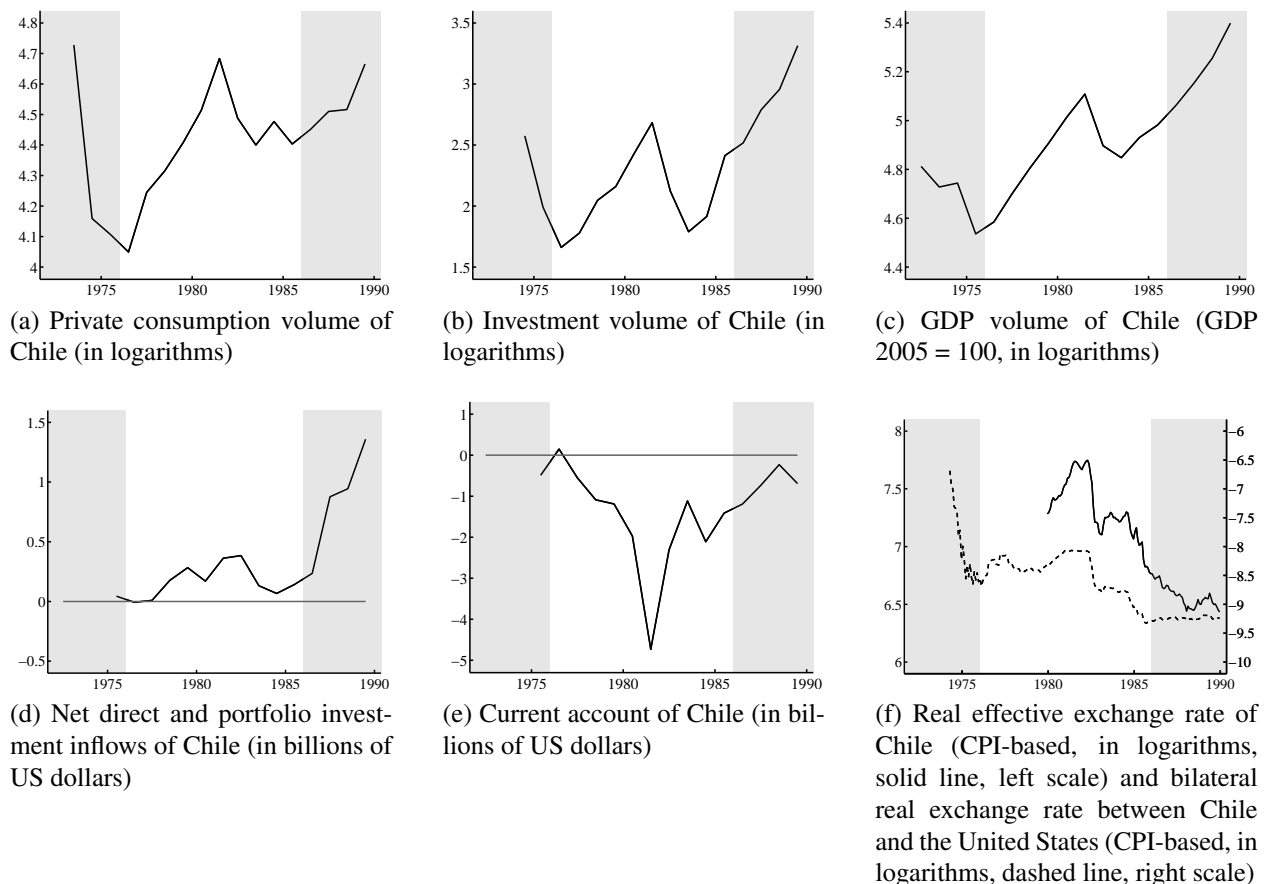 4.8
4.7
4.6
4.5
4.4
4.3
4.2
4.1
4
1975 1980 1985 1990
(a) Private consumption volume of
Chile (in logarithms)
3.5
3
2.5
2
1.5
1975 1980 1985 1990
(b) Investment volume of Chile (in
logarithms)
5.4
5.2
5
4.8
4.6
4.4
1975 1980 1985 1990
(c) GDP volume of Chile (GDP
2005 = 100, in logarithms)
1.5
1
0.5
0
−0.5
1975 1980 1985 1990
(d) Net direct and portfolio invest-
ment inflows of Chile (in billions of
US dollars)
1
0
−1
−2
−3
−4
−5
1975 1980 1985 1990
(e) Current account of Chile (in bil-
lions of US dollars)
8
7.5
7
6.5
6
−6
−6.5
−7
−7.5
−8
−8.5
−9
−9.5
−10
1975 1980 1985 1990
(f) Real effective exchange rate of
Chile (CPI-based, in logarithms,
solid line, left scale) and bilateral
real exchange rate between Chile
and the United States (CPI-based, in
logarithms, dashed line, right scale)